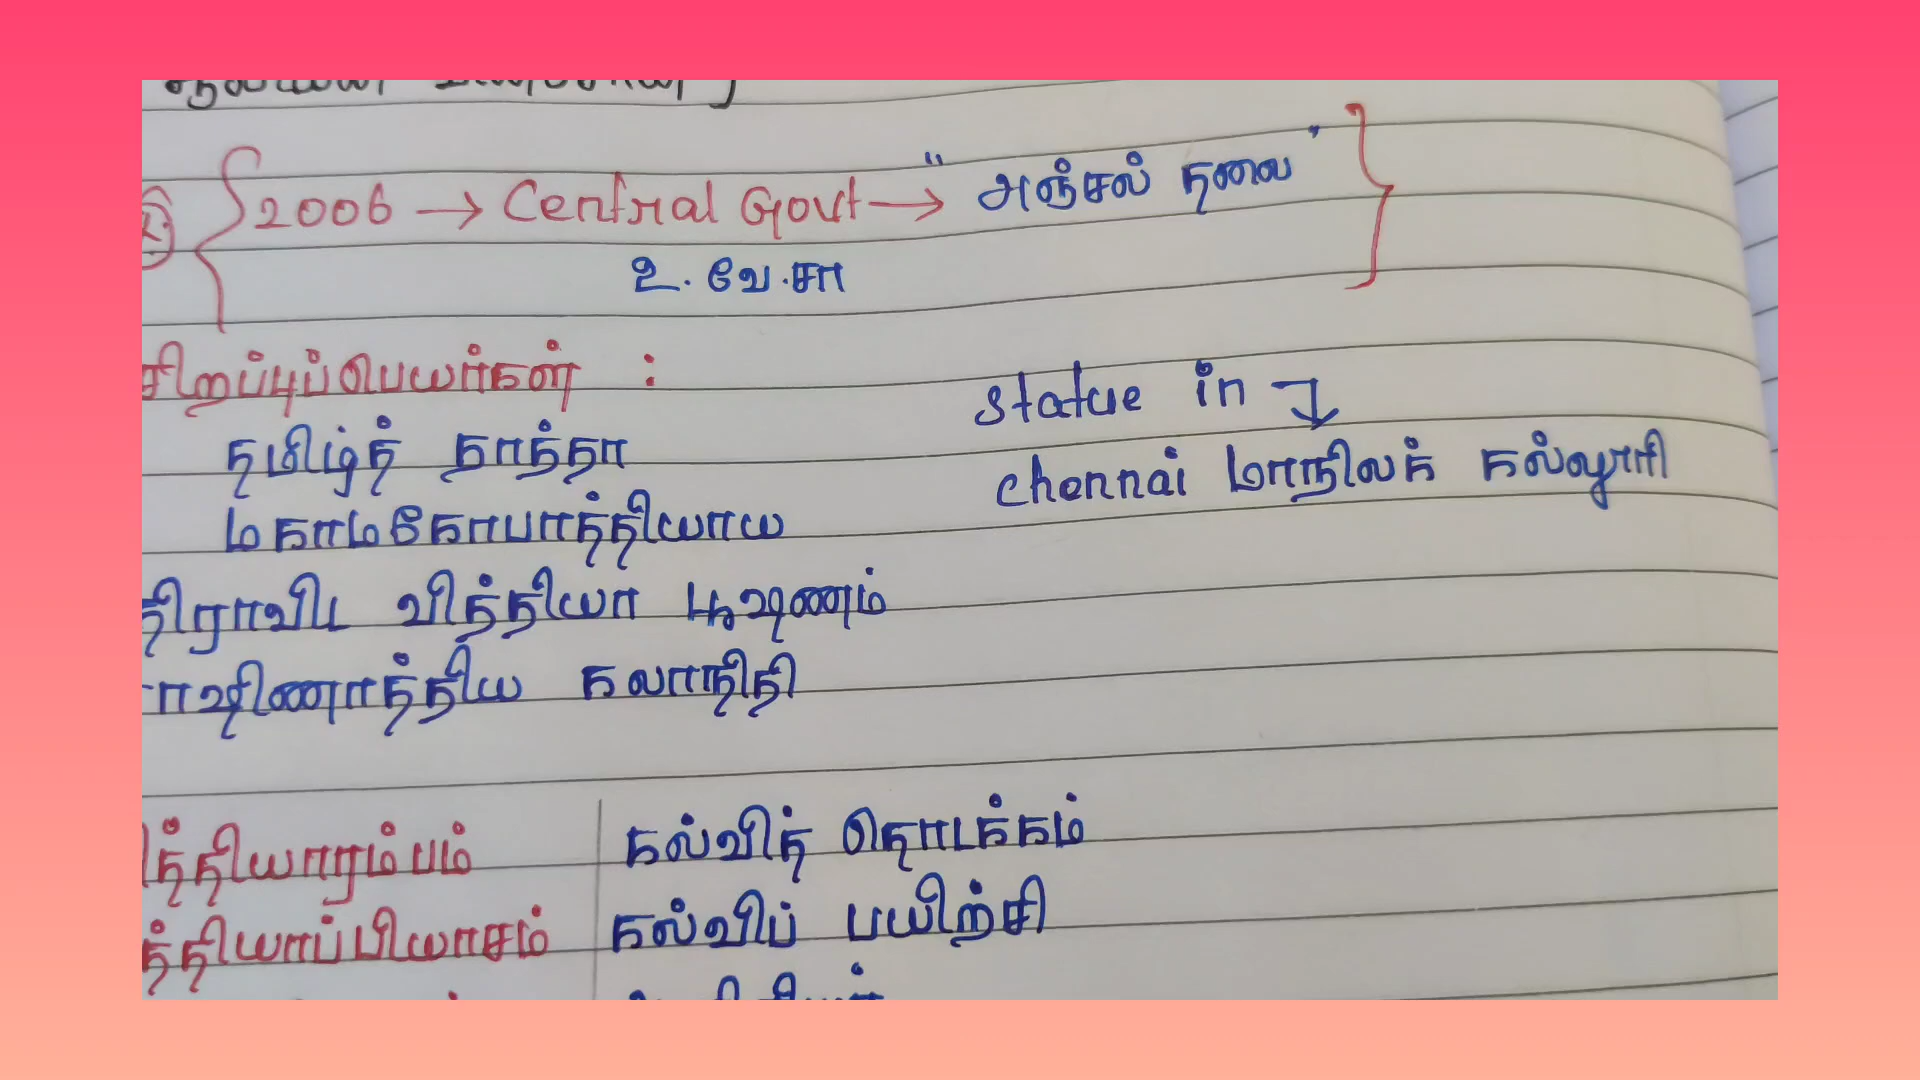 2006 → Central Govt → "அஞ்சல் தலை"
உ.வே.சா
சிறப்புப்பெயர்கள் :
தமிழ்த் தாத்தா
statue in ↴
மகாமகோபாத்தியாய
chennai மாநிலக் கல்லூரி
திராவிட வித்தியா பூஷணம்
கலாநிதி
கல்வித் தொடக்கம்
கல்விப் பயிற்சி